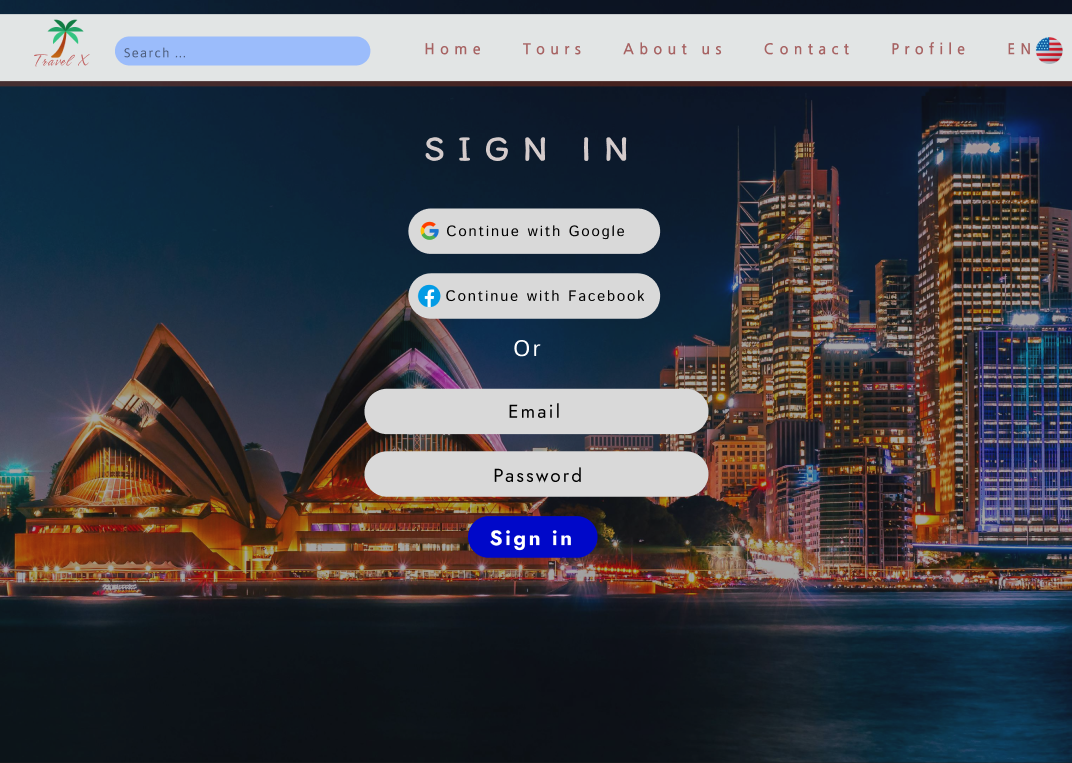 Travel X
Search ...
Home Tours About us Contact Profile EN
SIGN IN
Continue with Google
Continue with Facebook
Or
Email
Password
Sign in